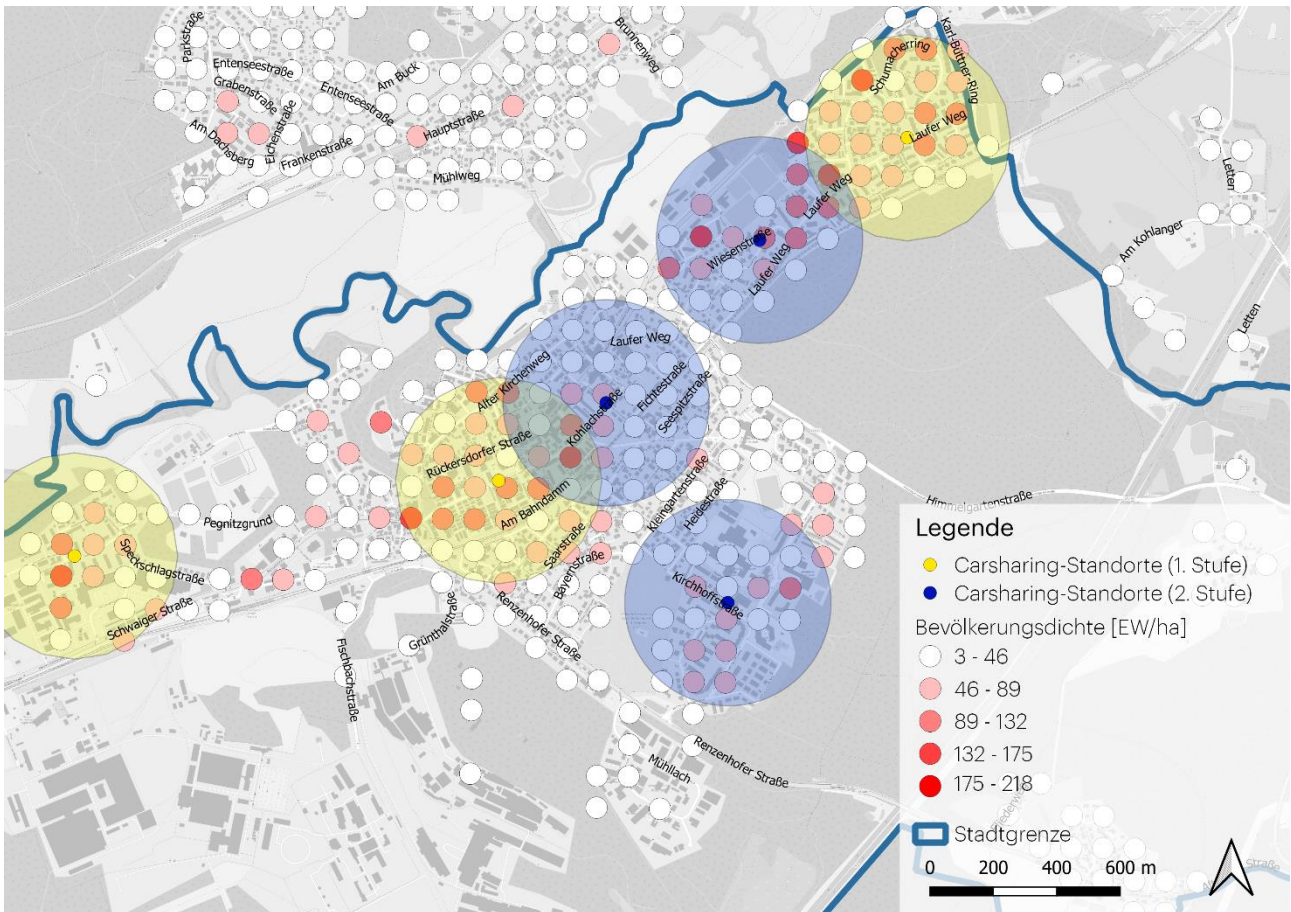 Brunnenweg
Parkstraße
Entenseestraße
Am Buck
Schumacherring
Karl-Büttner-Ring
Grabenstraße
Entenseestraße
Hauptstraße
Laufer Weg
Am Dachsberg
Eichenstraße
Frankenstraße
Mühlweg
Letten
Laufer Weg
Wiesenstraße
Laufer Weg
Am Kohlanger
Letten
Laufer Weg
Alter Kirchenweg
Fichtestraße
Seespitzstraße
Kohlachstraße
Rückersdorfer Straße
Am Bahndamm
Kleingartenstraße
Heidestraße
Himmelgartenstraße
Pegnitzgrund
Speckschlagstraße
Saarstraße
Bayernstraße
Kirchhoffstraße
Schwaiger Straße
Grünthalstraße
Renzenhofer Straße
Fischbachstraße
Renzenhofer Straße
Mühllach
Legende
Carsharing-Standorte (1. Stufe)
Carsharing-Standorte (2. Stufe)
Bevölkerungsdichte [EW/ha]
3 - 46
46 - 89
89 - 132
132 - 175
175 - 218
Stadtgrenze
0 200 400 600 m
Straße